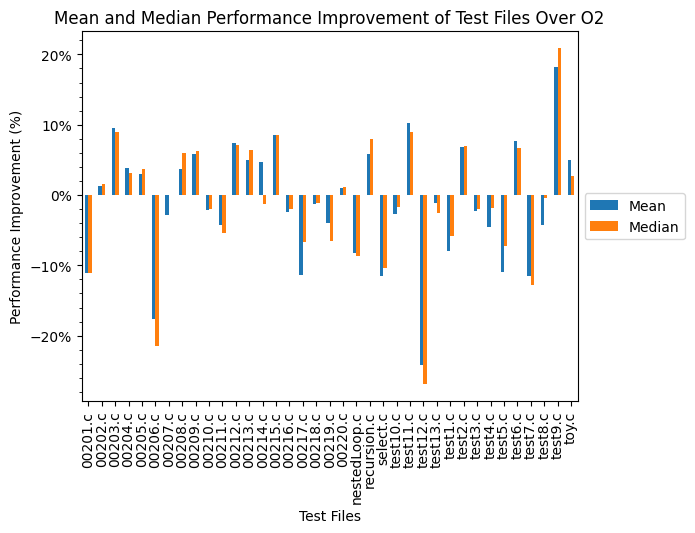 Mean and Median Performance Improvement of Test Files Over O2
20%
10%
0%
−10%
−20%
Performance Improvement (%)
Mean
Median
00201.c
00202.c
00203.c
00204.c
00205.c
00206.c
00207.c
00208.c
00209.c
00210.c
00211.c
00212.c
00213.c
00214.c
00215.c
00216.c
00217.c
00218.c
00219.c
00220.c
nestedLoop.c
recursion.c
select.c
test10.c
test11.c
test12.c
test13.c
test1.c
test2.c
test3.c
test4.c
test5.c
test6.c
test7.c
test8.c
test9.c
toy.c
Test Files